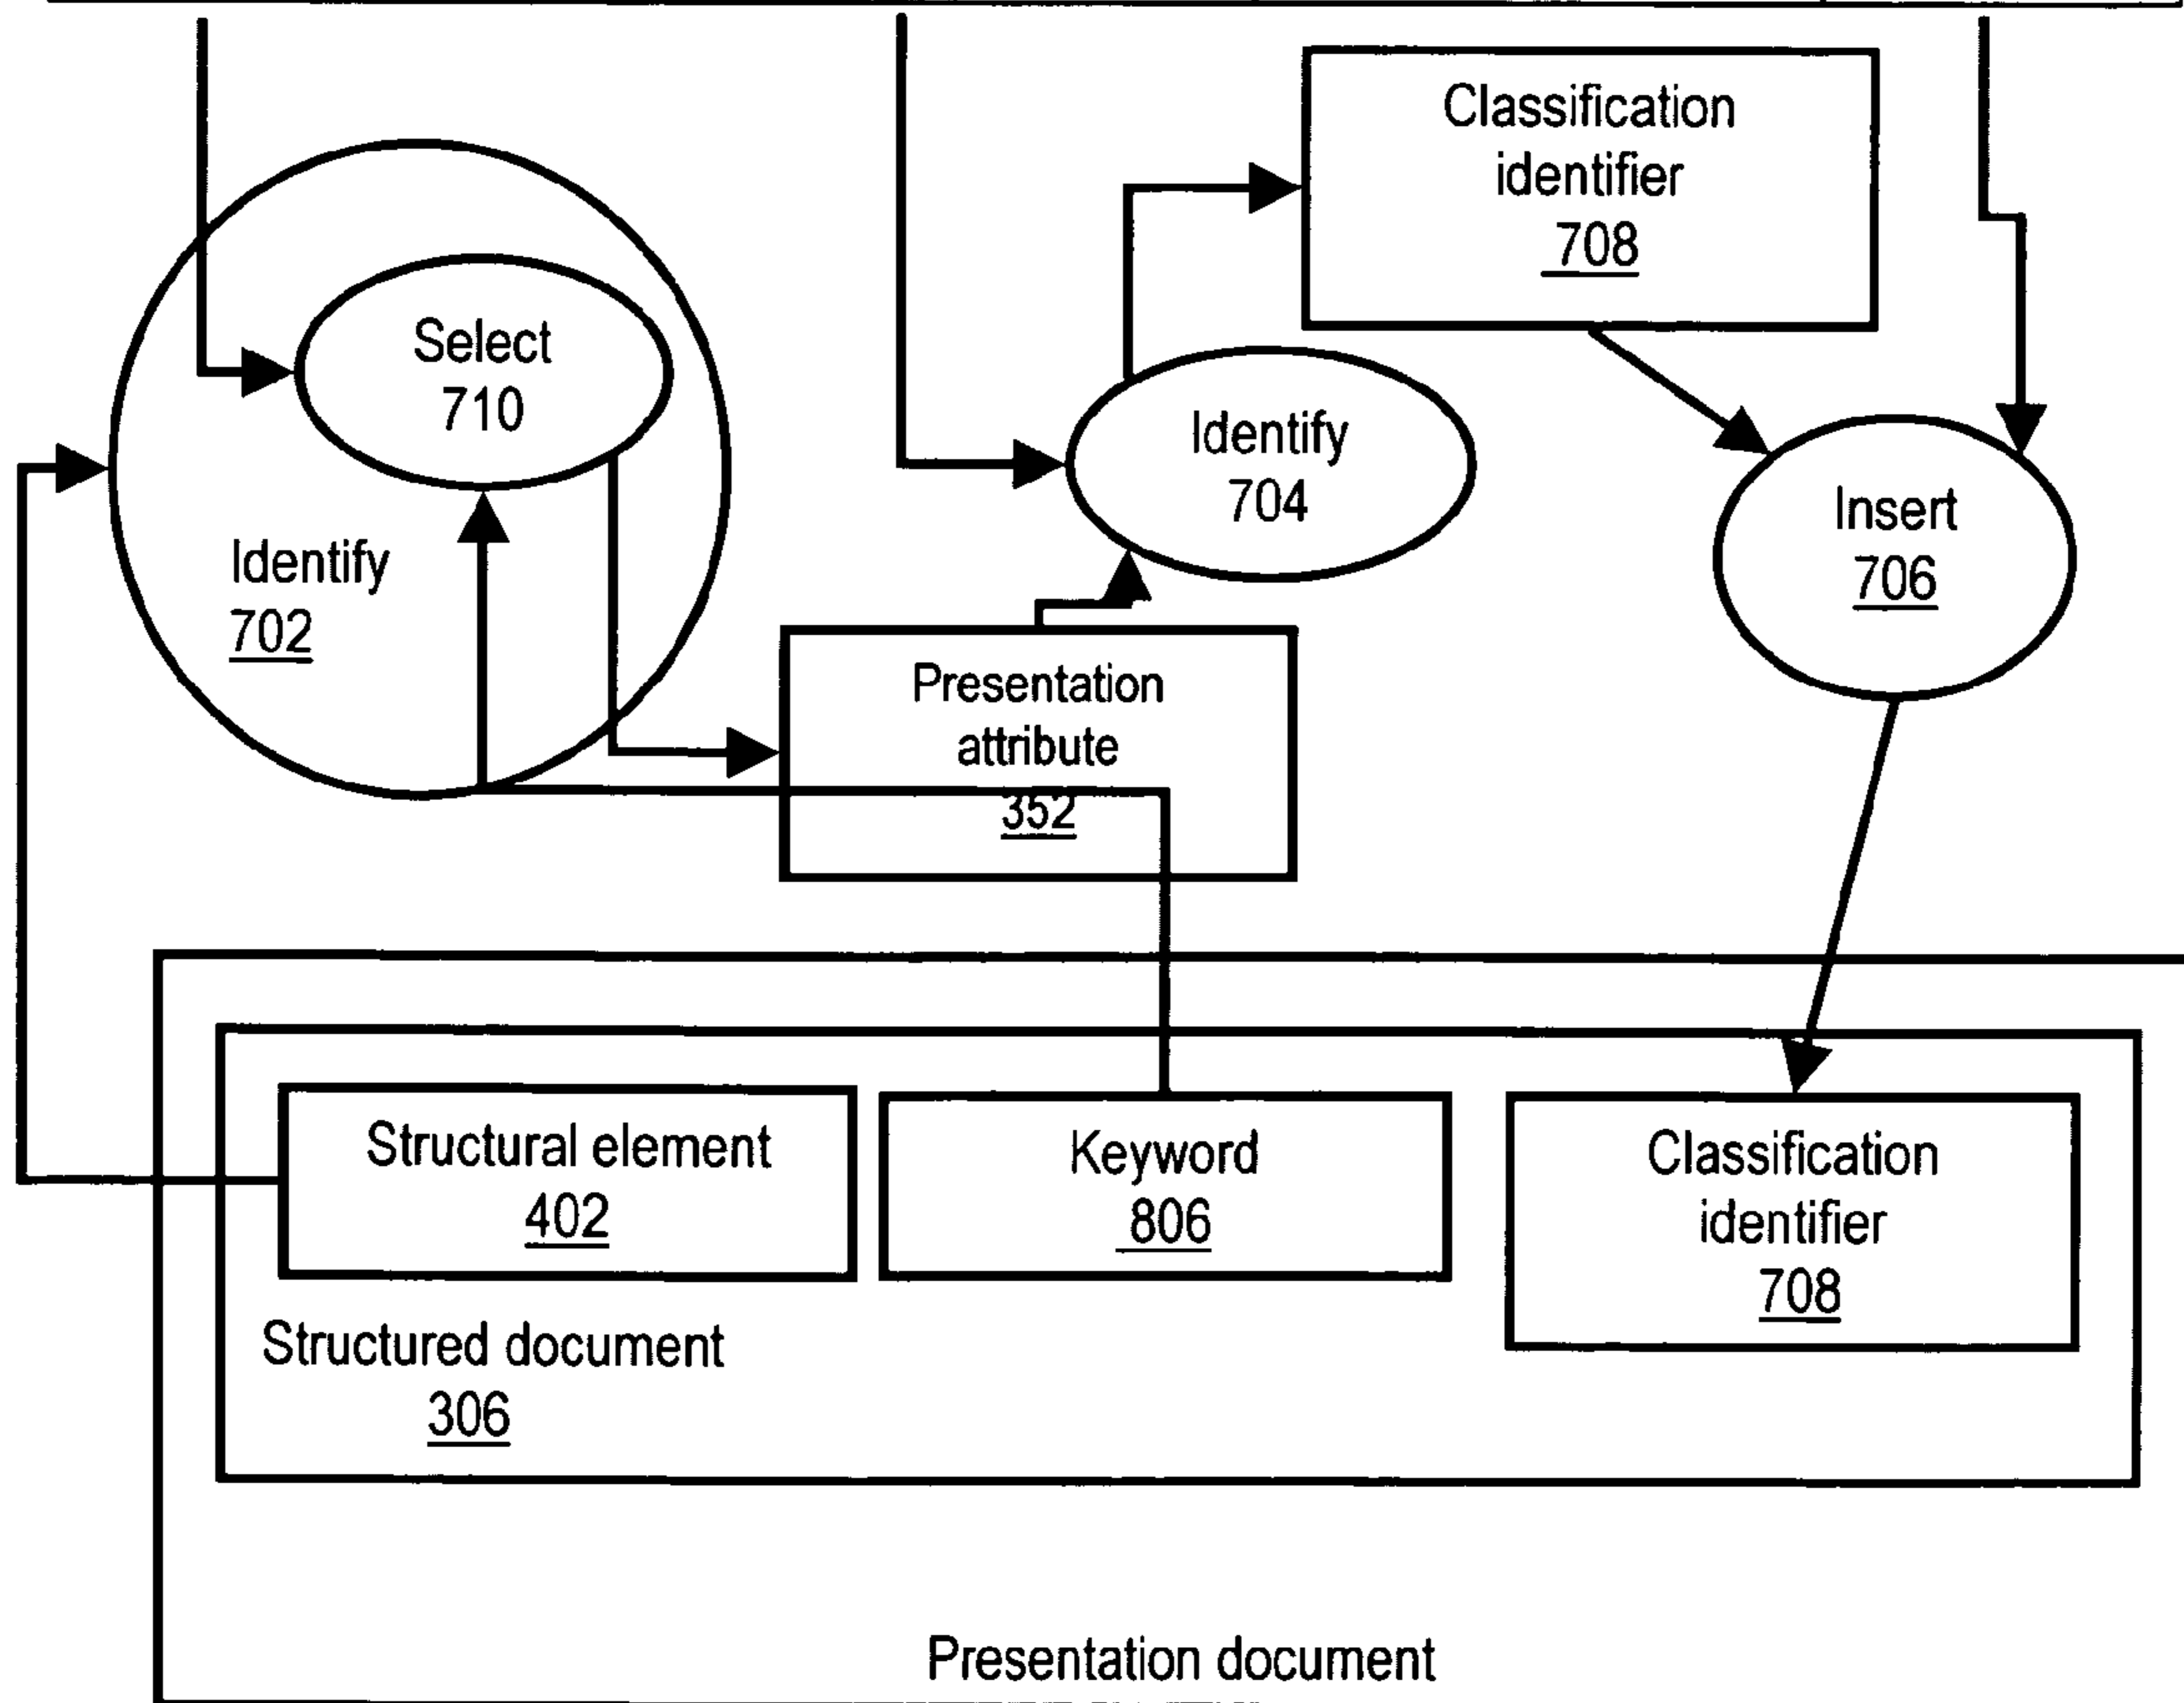 Classification
identifier
708
Select
710
Identify
704
Insert
706
Identify
702
Presentation
attribute
352
Structural element
402
Keyword
806
Classification
identifier
708
Structured document
306
Presentation document